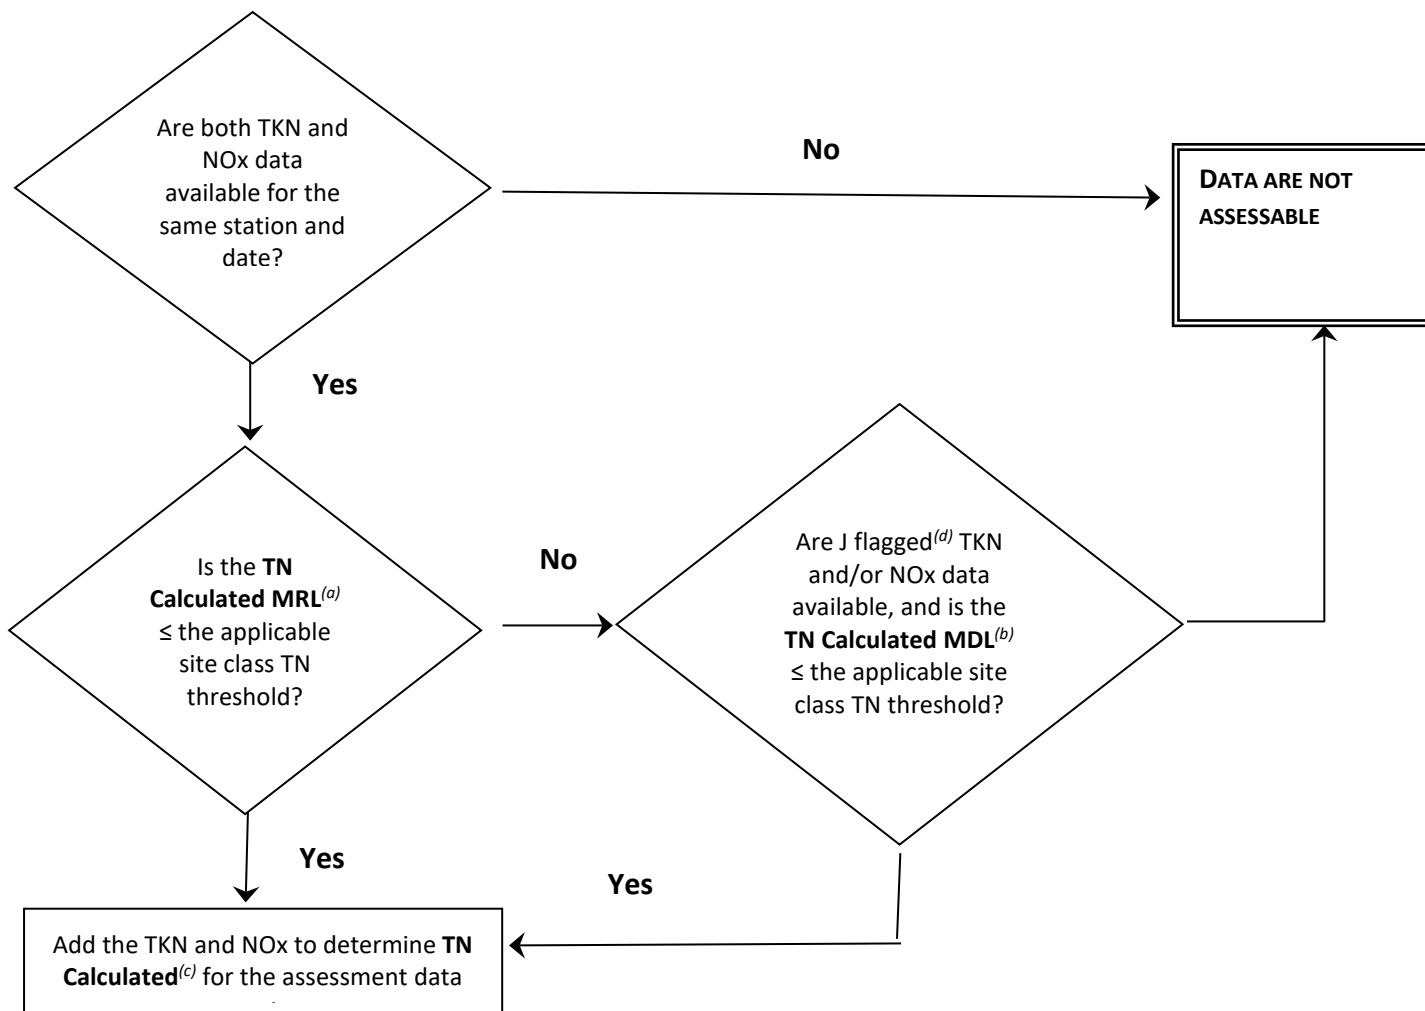 Are both TKN and
NOx data
available for the
same station and
date?
No
DATA ARE NOT
ASSESSABLE
Yes
Is the TN
Calculated MRL(a)
≤ the applicable
site class TN
threshold?
No
Are J flagged(d) TKN
and/or NOx data
available, and is the
TN Calculated MDL(b)
≤ the applicable site
class TN threshold?
Yes
Yes
Add the TKN and NOx to determine TN
Calculated(c) for the assessment data